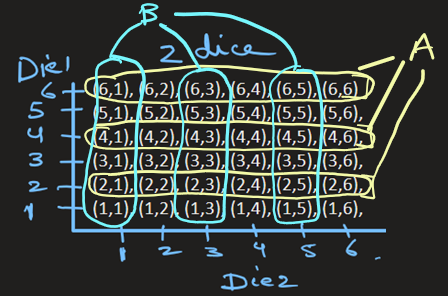 B
2 dice
A
Die1
6 (6,1), (6,2), (6,3), (6,4), (6,5), (6,6)
5 (5,1), (5,2), (5,3), (5,4), (5,5), (5,6),
4 (4,1), (4,2), (4,3), (4,4), (4,5), (4,6),
3 (3,1), (3,2), (3,3), (3,4), (3,5), (3,6),
2 (2,1), (2,2), (2,3), (2,4), (2,5), (2,6),
1 (1,1), (1,2), (1,3), (1,4), (1,5), (1,6),
1 2 3 4 5 6 .
Die2